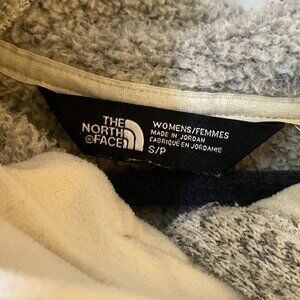 THE
NORTH
FACE
WOMENS/FEMMES
MADE IN JORDAN
FABRIQUÉ EN JORDANIE
S/P